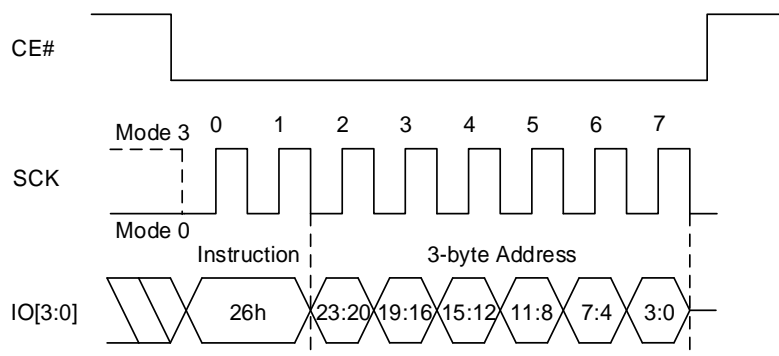 CE#
Mode 3
0 1 2 3 4 5 6 7
SCK
Mode 0
Instruction 3-byte Address
IO[3:0] 26h 23:20 19:16 15:12 11:8 7:4 3:0